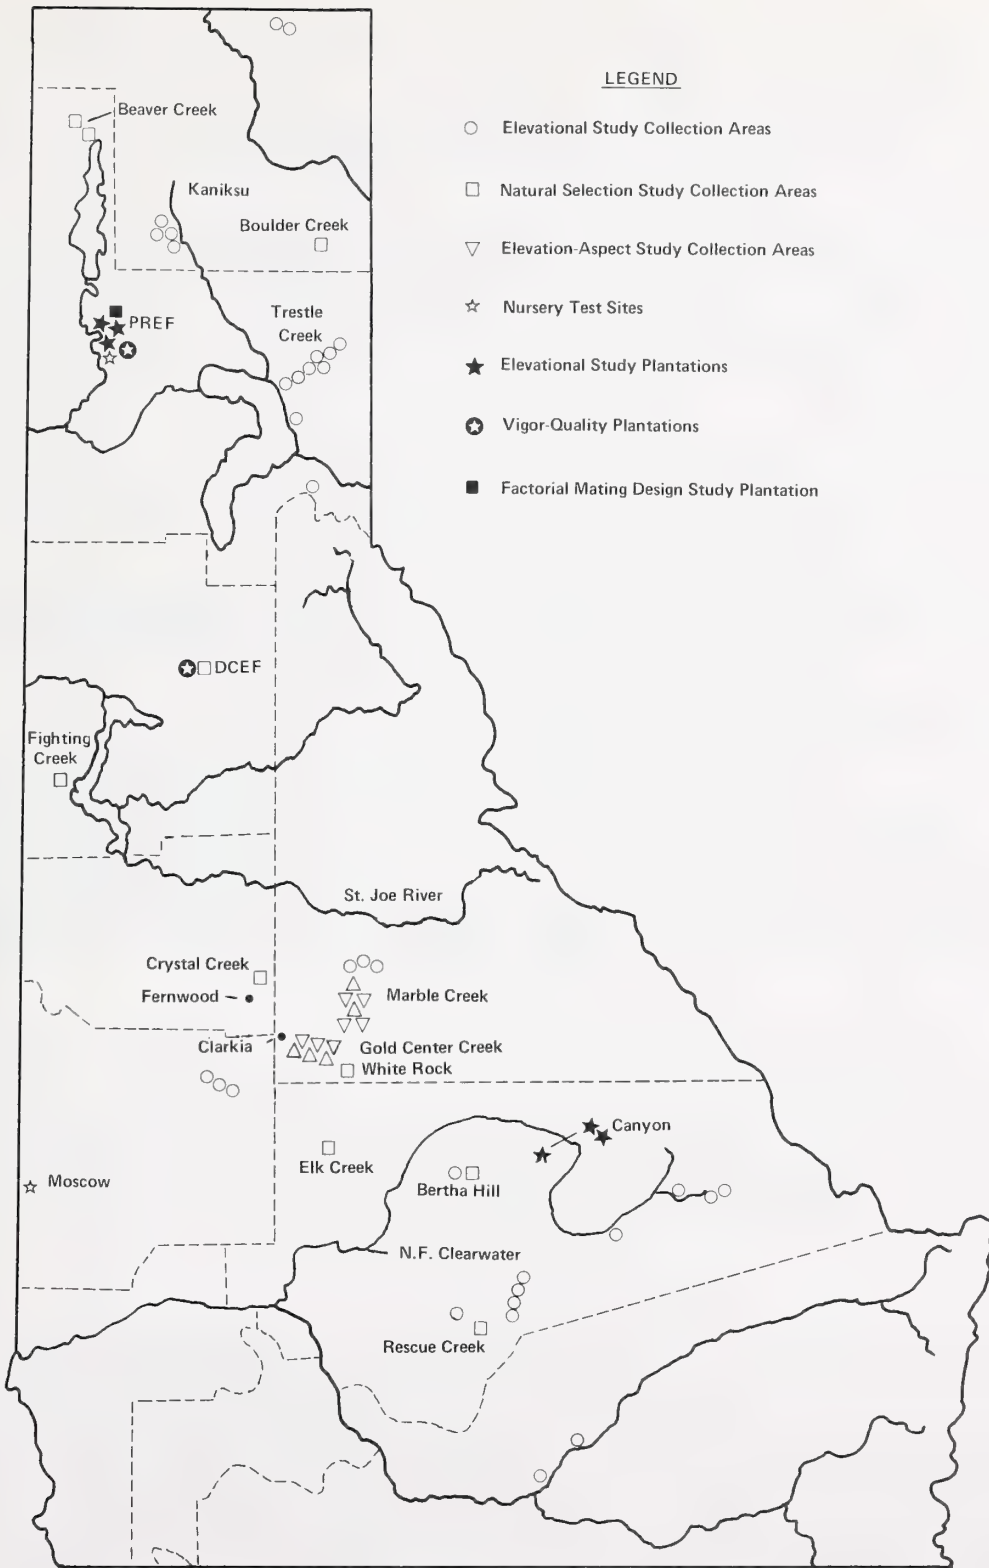 LEGEND
Elevational Study Collection Areas
Natural Selection Study Collection Areas
Elevation-Aspect Study Collection Areas
Nursery Test Sites
Elevational Study Plantations
Vigor-Quality Plantations
Factorial Mating Design Study Plantation
Beaver Creek
Kaniksu
Boulder Creek
PREF
Trestle
Creek
DCEF
Fighting
Creek
St. Joe River
Crystal Creek
Fernwood
Marble Creek
Clarkia
Gold Center Creek
White Rock
Canyon
Elk Creek
Bertha Hill
Moscow
N.F. Clearwater
Rescue Creek